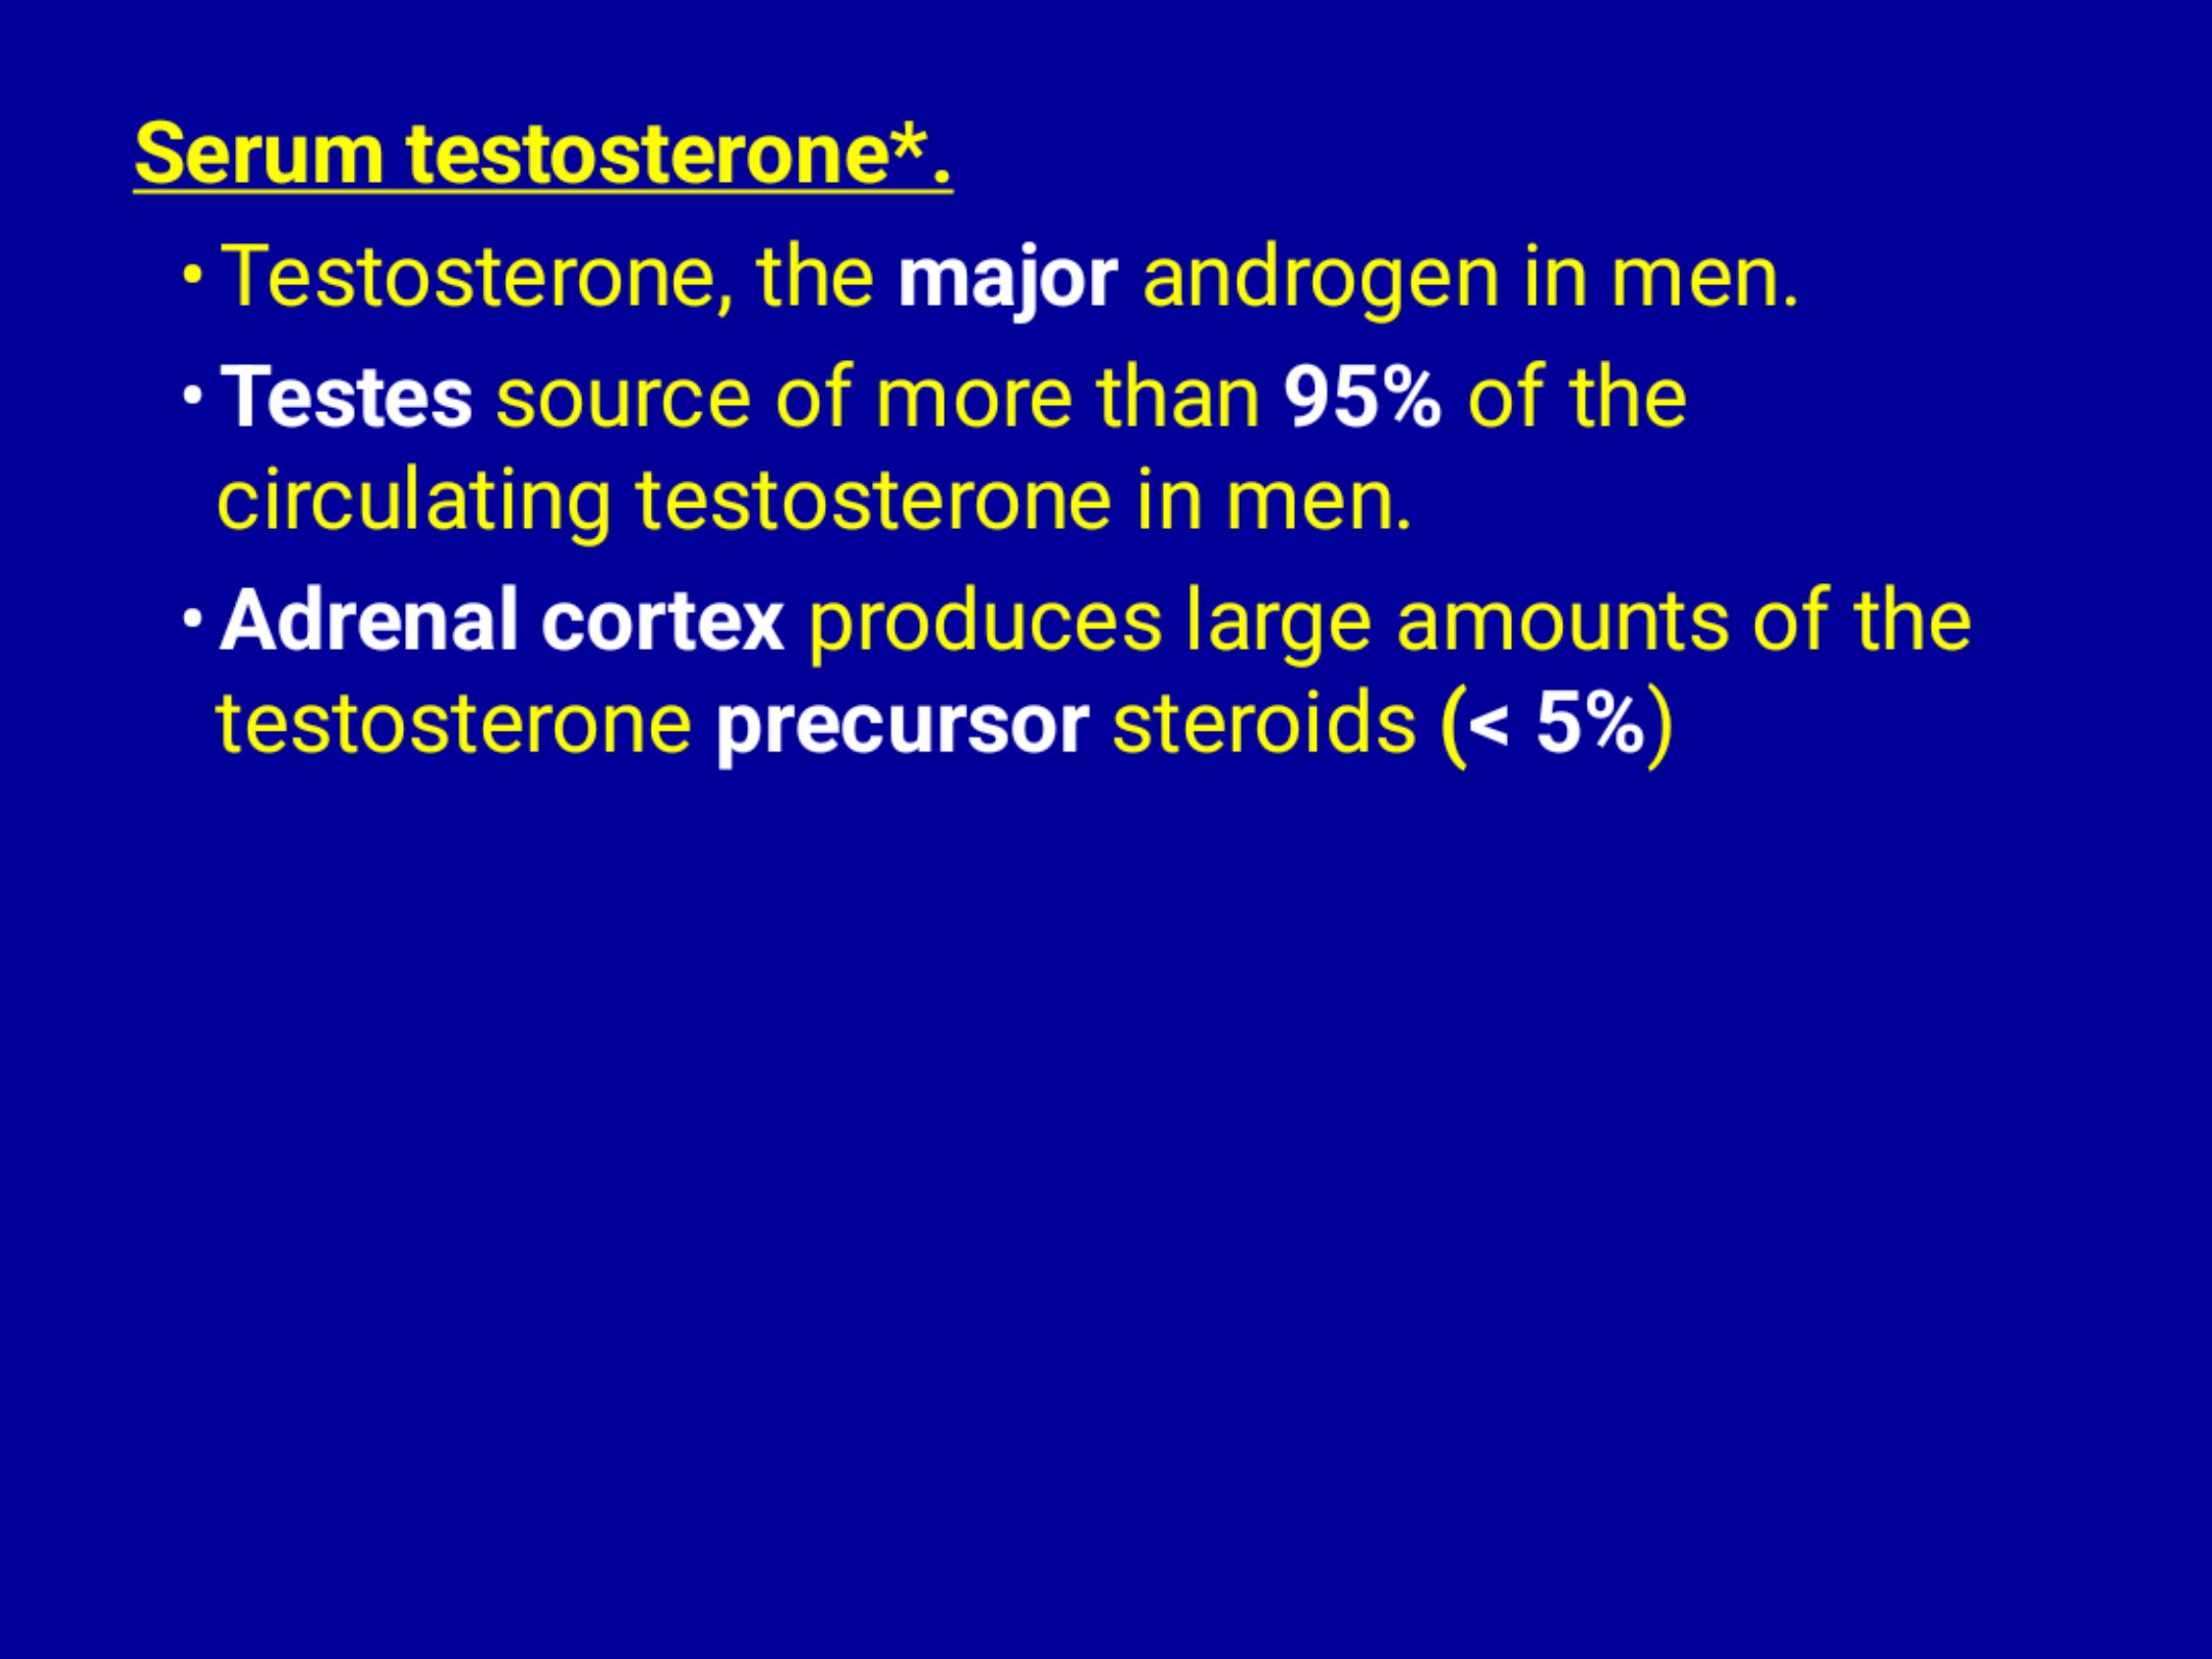 Serum testosterone*.
• Testosterone, the major androgen in men.
• Testes source of more than 95% of the
circulating testosterone in men.
• Adrenal cortex produces large amounts of the
testosterone precursor steroids (< 5%)